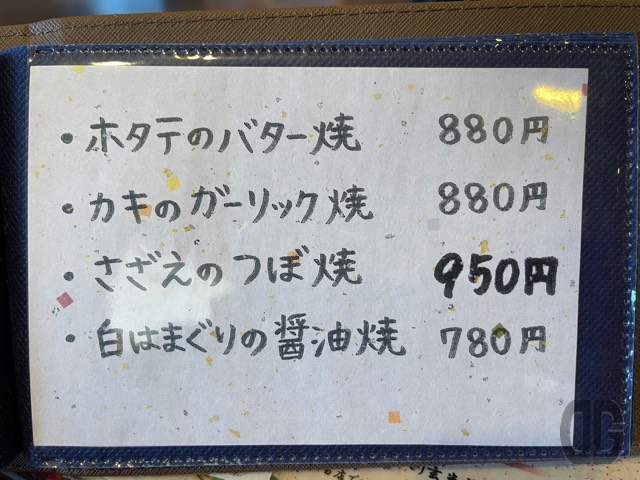 ・ホタテのバター焼 880円
・カキのガーリック焼 880円
・さざえのつぼ焼 950円
・白はまぐりの醤油焼 780円